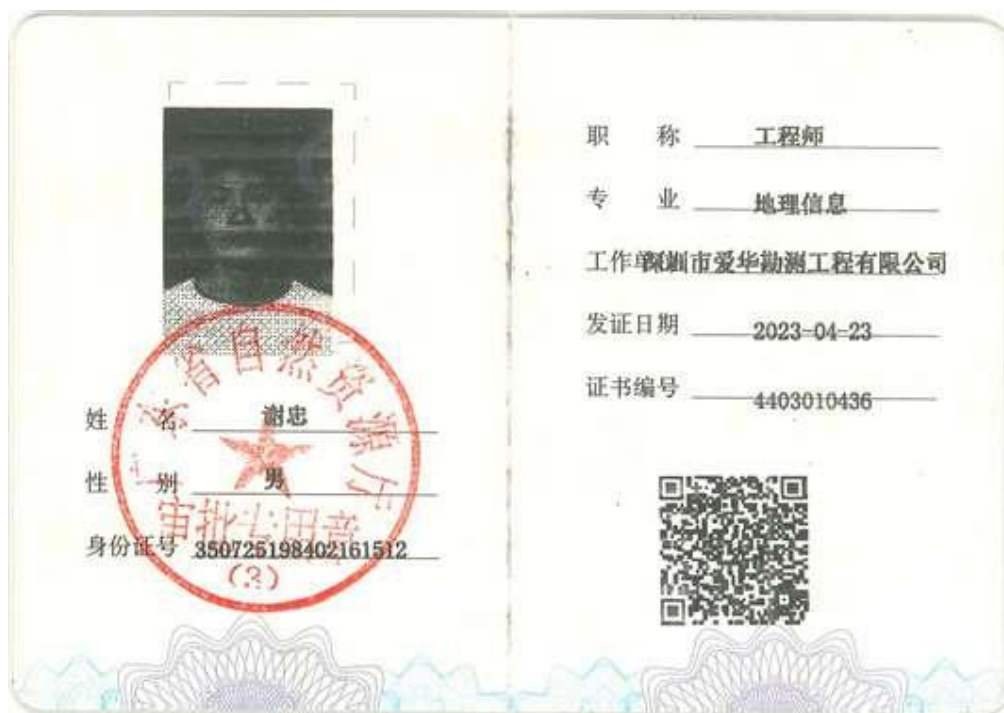 姓 名 谢忠
性 别 男
身份证号 350725198402161512
广东省自然资源厅
审批专用章
(3)
职 称 工程师
专 业 地理信息
工作单位 深圳市爱华勘测工程有限公司
发证日期 2023-04-23
证书编号 4403010436